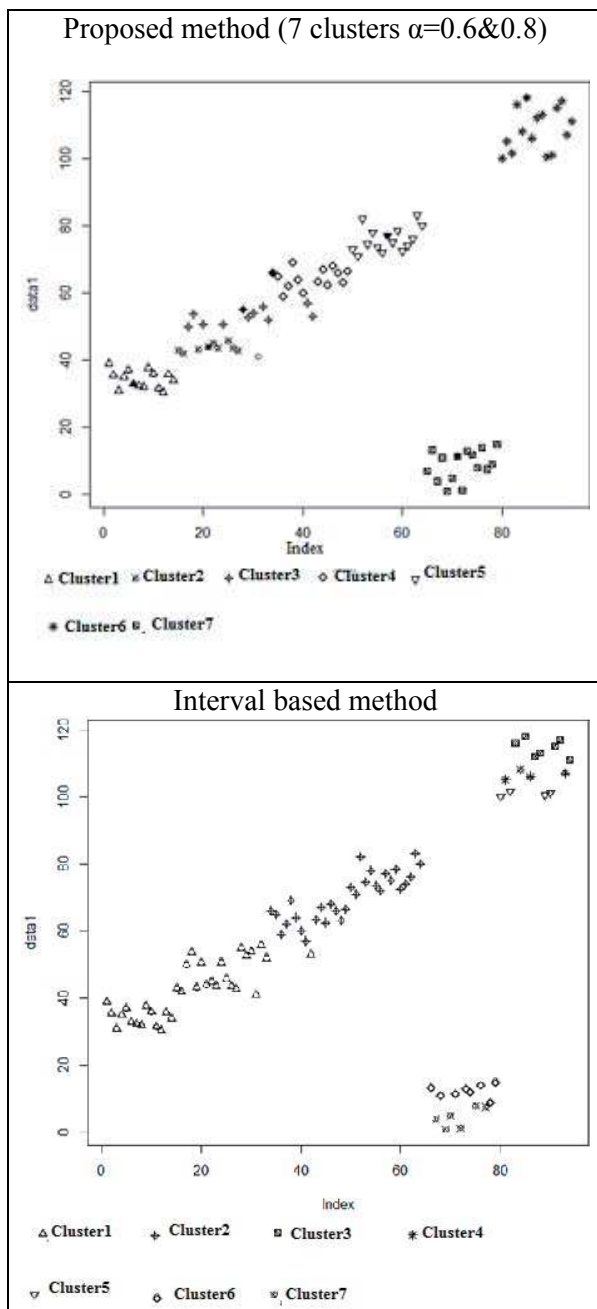 Proposed method (7 clusters α=0.6&0.8)
120
100
80
60
40
20
0
data1
0 20 40 60 80
Index
Cluster1 Cluster2 Cluster3 Cluster4 Cluster5
Cluster6 Cluster7
Interval based method
120
100
80
60
40
20
0
data1
0 20 40 60 80
Index
Cluster1 Cluster2 Cluster3 Cluster4
Cluster5 Cluster6 Cluster7